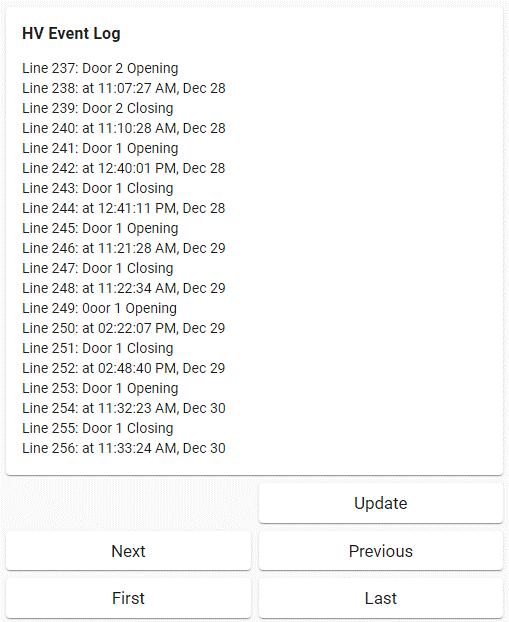 HV Event Log
Line 237: Door 2 Opening
Line 238: at 11:07:27 AM, Dec 28
Line 239: Door 2 Closing
Line 240: at 11:10:28 AM, Dec 28
Line 241: Door 1 Opening
Line 242: at 12:40:01 PM, Dec 28
Line 243: Door 1 Closing
Line 244: at 12:41:11 PM, Dec 28
Line 245: Door 1 Opening
Line 246: at 11:21:28 AM, Dec 29
Line 247: Door 1 Closing
Line 248: at 11:22:34 AM, Dec 29
Line 249: 0oor 1 Opening
Line 250: at 02:22:07 PM, Dec 29
Line 251: Door 1 Closing
Line 252: at 02:48:40 PM, Dec 29
Line 253: Door 1 Opening
Line 254: at 11:32:23 AM, Dec 30
Line 255: Door 1 Closing
Line 256: at 11:33:24 AM, Dec 30
Update
Next
Previous
First
Last